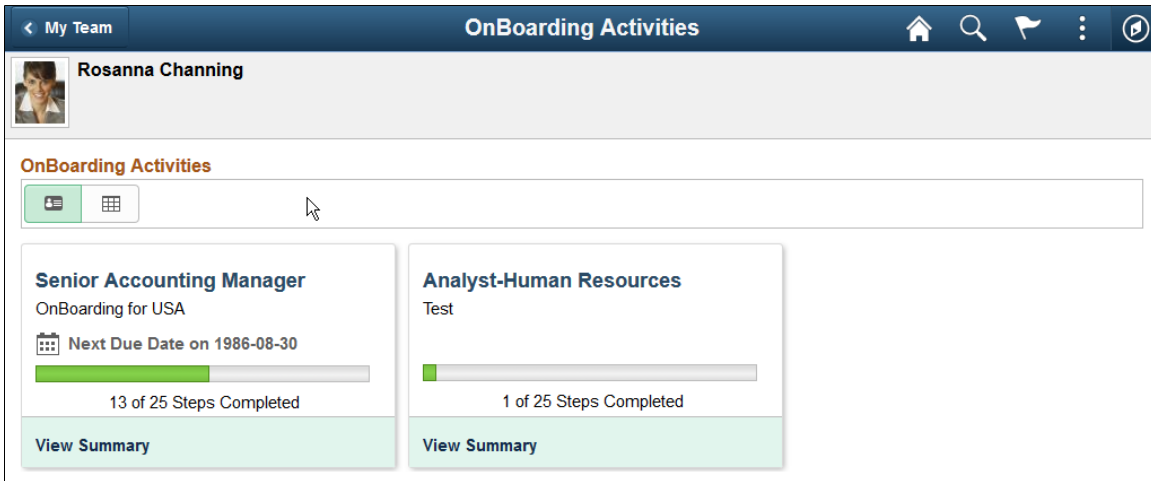 My Team
OnBoarding Activities
Rosanna Channing
OnBoarding Activities
Senior Accounting Manager
OnBoarding for USA
Next Due Date on 1986-08-30
13 of 25 Steps Completed
View Summary
Analyst-Human Resources
Test
1 of 25 Steps Completed
View Summary